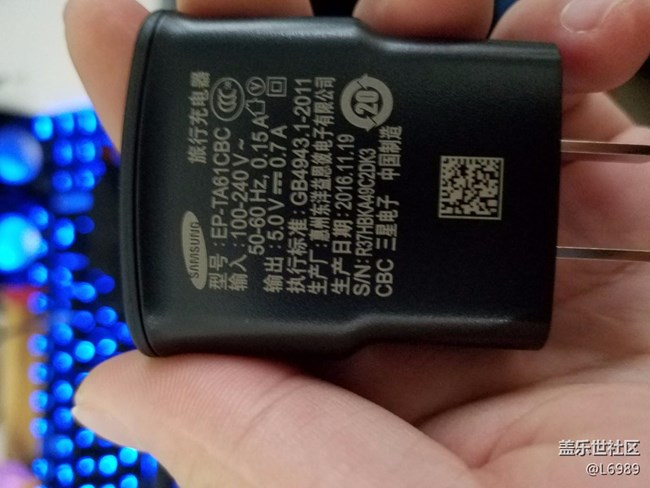 SAMSUNG
旅行充电器
型号:EP-TA61CBC
输入:100-240 V~
50-60 Hz, 0.15 A
输出:5.0 V⎓0.7 A
执行标准:GB4943.1-2011
生产厂:惠州东洋益恩彼电子有限公司
生产日期:2016.11.19
S/N:R37HBKA49C2DK3
CBC 三星电子 中国制造
20
盖乐世社区
@L6989